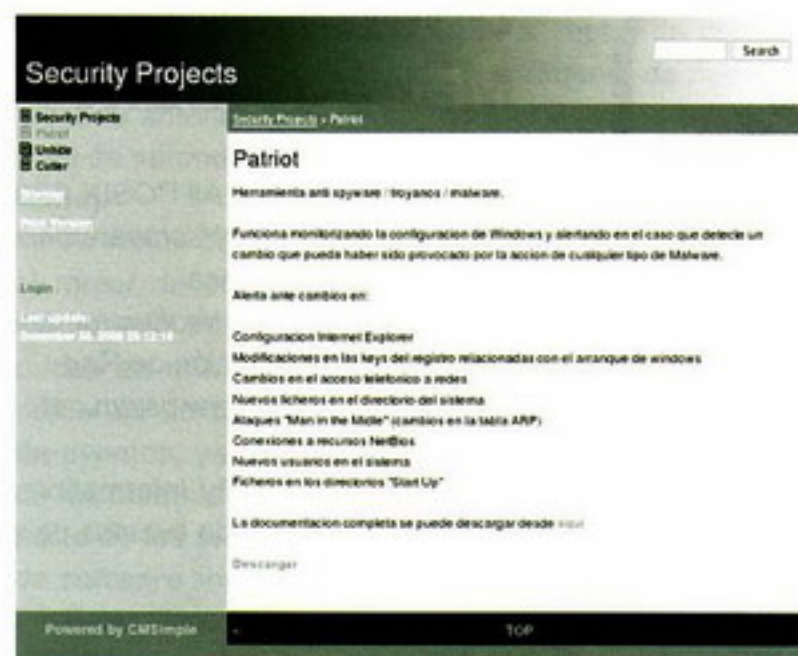 Search
Security Projects
Security Projects
Patriot
Unhide
Cutter
Login
Last update:
Security Projects > Patriot
Patriot
Herramienta anti spyware / troyanos / malware.
Funciona monitorizando la configuracion de Windows y alertando en el caso que detecte un
cambio que pueda haber sido provocado por la accion de cualquier tipo de Malware.
Alerta ante cambios en:
Configuracion Internet Explorer
Modificaciones en las keys del registro relacionadas con el arranque de windows
Cambios en el acceso telefonico a redes
Nuevos ficheros en el directorio del sistema
Ataques "Man in the Midle" (cambios en la tabla ARP)
Conexiones a recursos NetBios
Nuevos usuarios en el sistema
Ficheros en los directorios "Start Up"
La documentacion completa se puede descargar desde aqui
Descargar
Powered by CMSimple
<
TOP